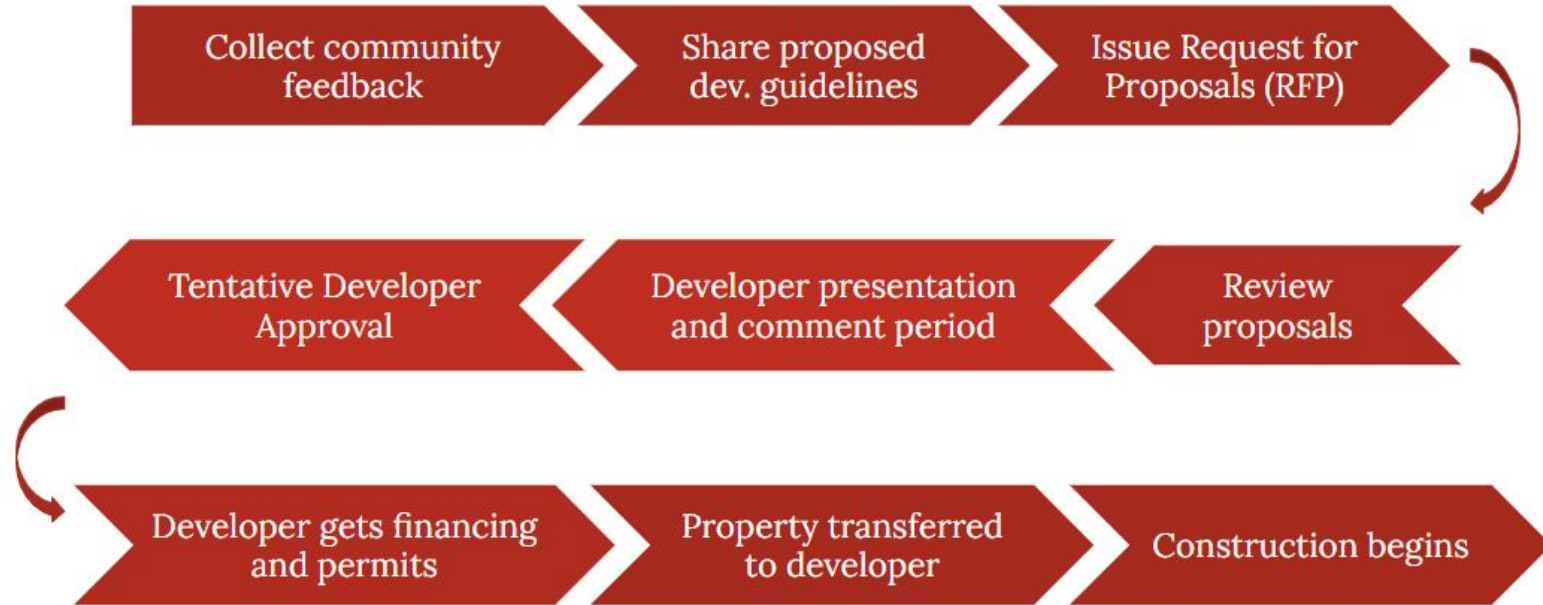 Collect community
feedback
Share proposed
dev. guidelines
Issue Request for
Proposals (RFP)
Review
proposals
Developer presentation
and comment period
Tentative Developer
Approval
Developer gets financing
and permits
Property transferred
to developer
Construction begins